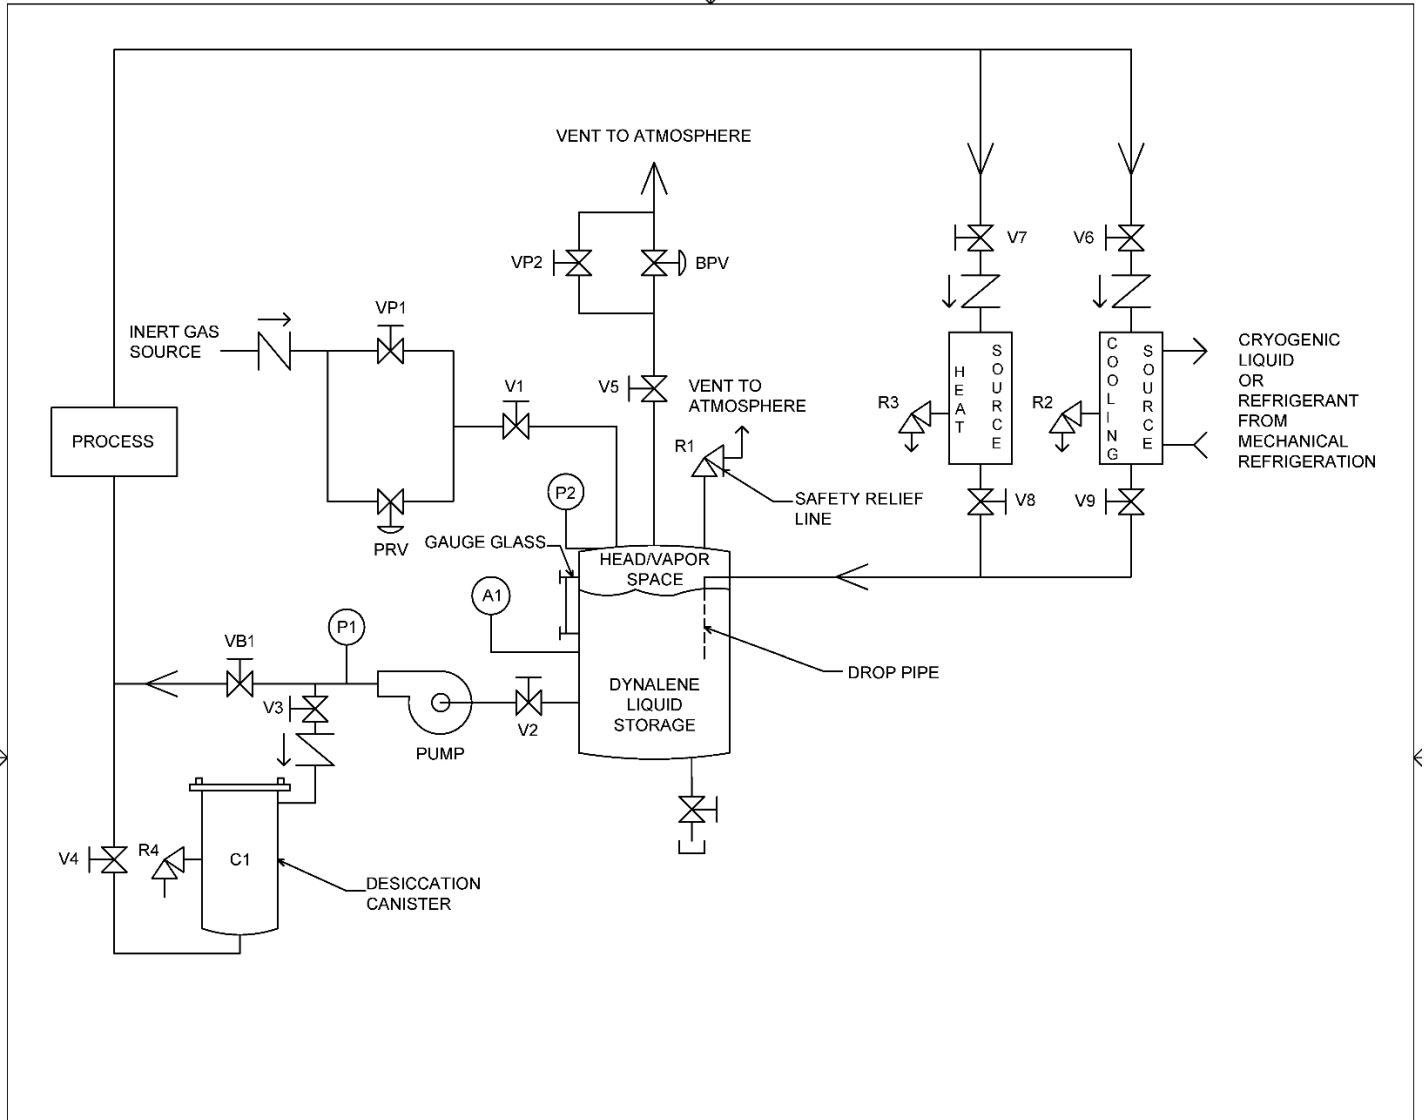 VENT TO ATMOSPHERE
V7
V6
VP2
BPV
VP1
INERT GAS
SOURCE
HEAT
SOURCE
COOLING
SOURCE
CRYOGENIC
LIQUID
OR
REFRIGERANT
FROM
MECHANICAL
REFRIGERATION
V1
V5
VENT TO
ATMOSPHERE
R3
R2
PROCESS
R1
P2
SAFETY RELIEF
LINE
V8
V9
PRV
GAUGE GLASS
HEAD/VAPOR
SPACE
A1
P1
VB1
DROP PIPE
DYNALENE
LIQUID
STORAGE
V3
V2
PUMP
V4
R4
C1
DESICCATION
CANISTER